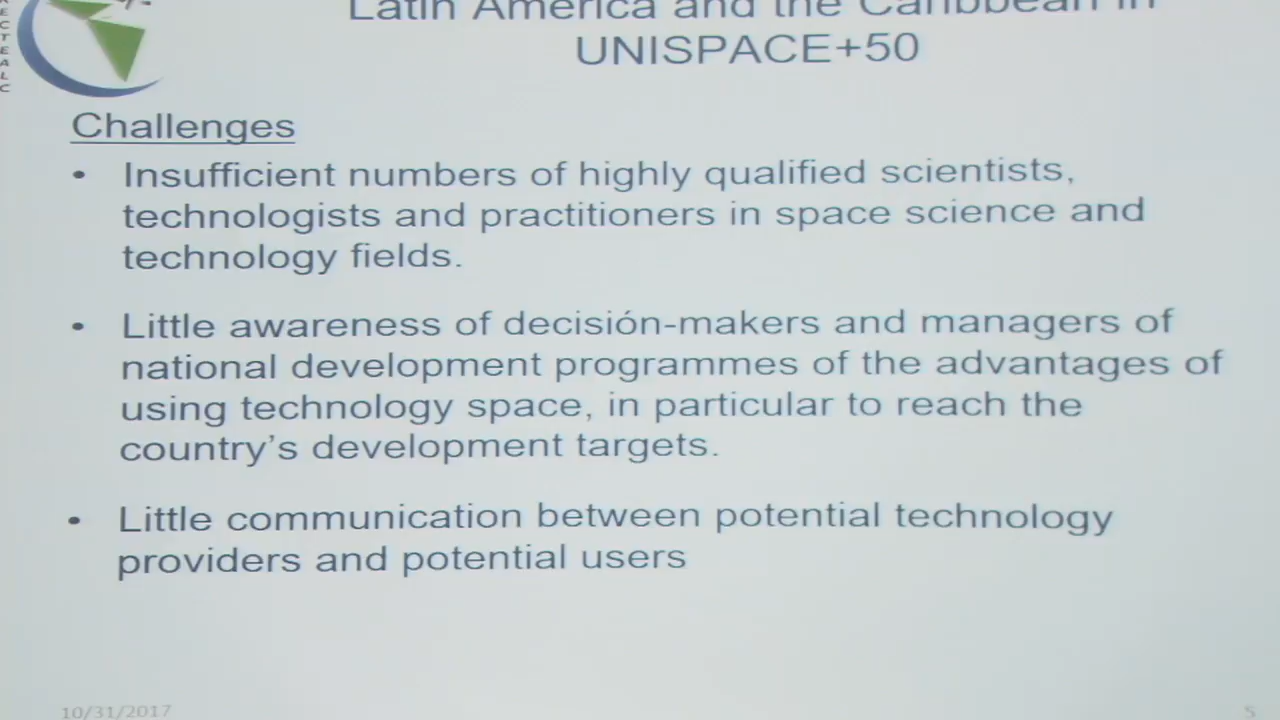 Latin America and the Caribbean in
UNISPACE+50
Challenges
• Insufficient numbers of highly qualified scientists,
technologists and practitioners in space science and
technology fields.
• Little awareness of decisión-makers and managers of
national development programmes of the advantages of
using technology space, in particular to reach the
country’s development targets.
• Little communication between potential technology
providers and potential users
10/31/2017
5